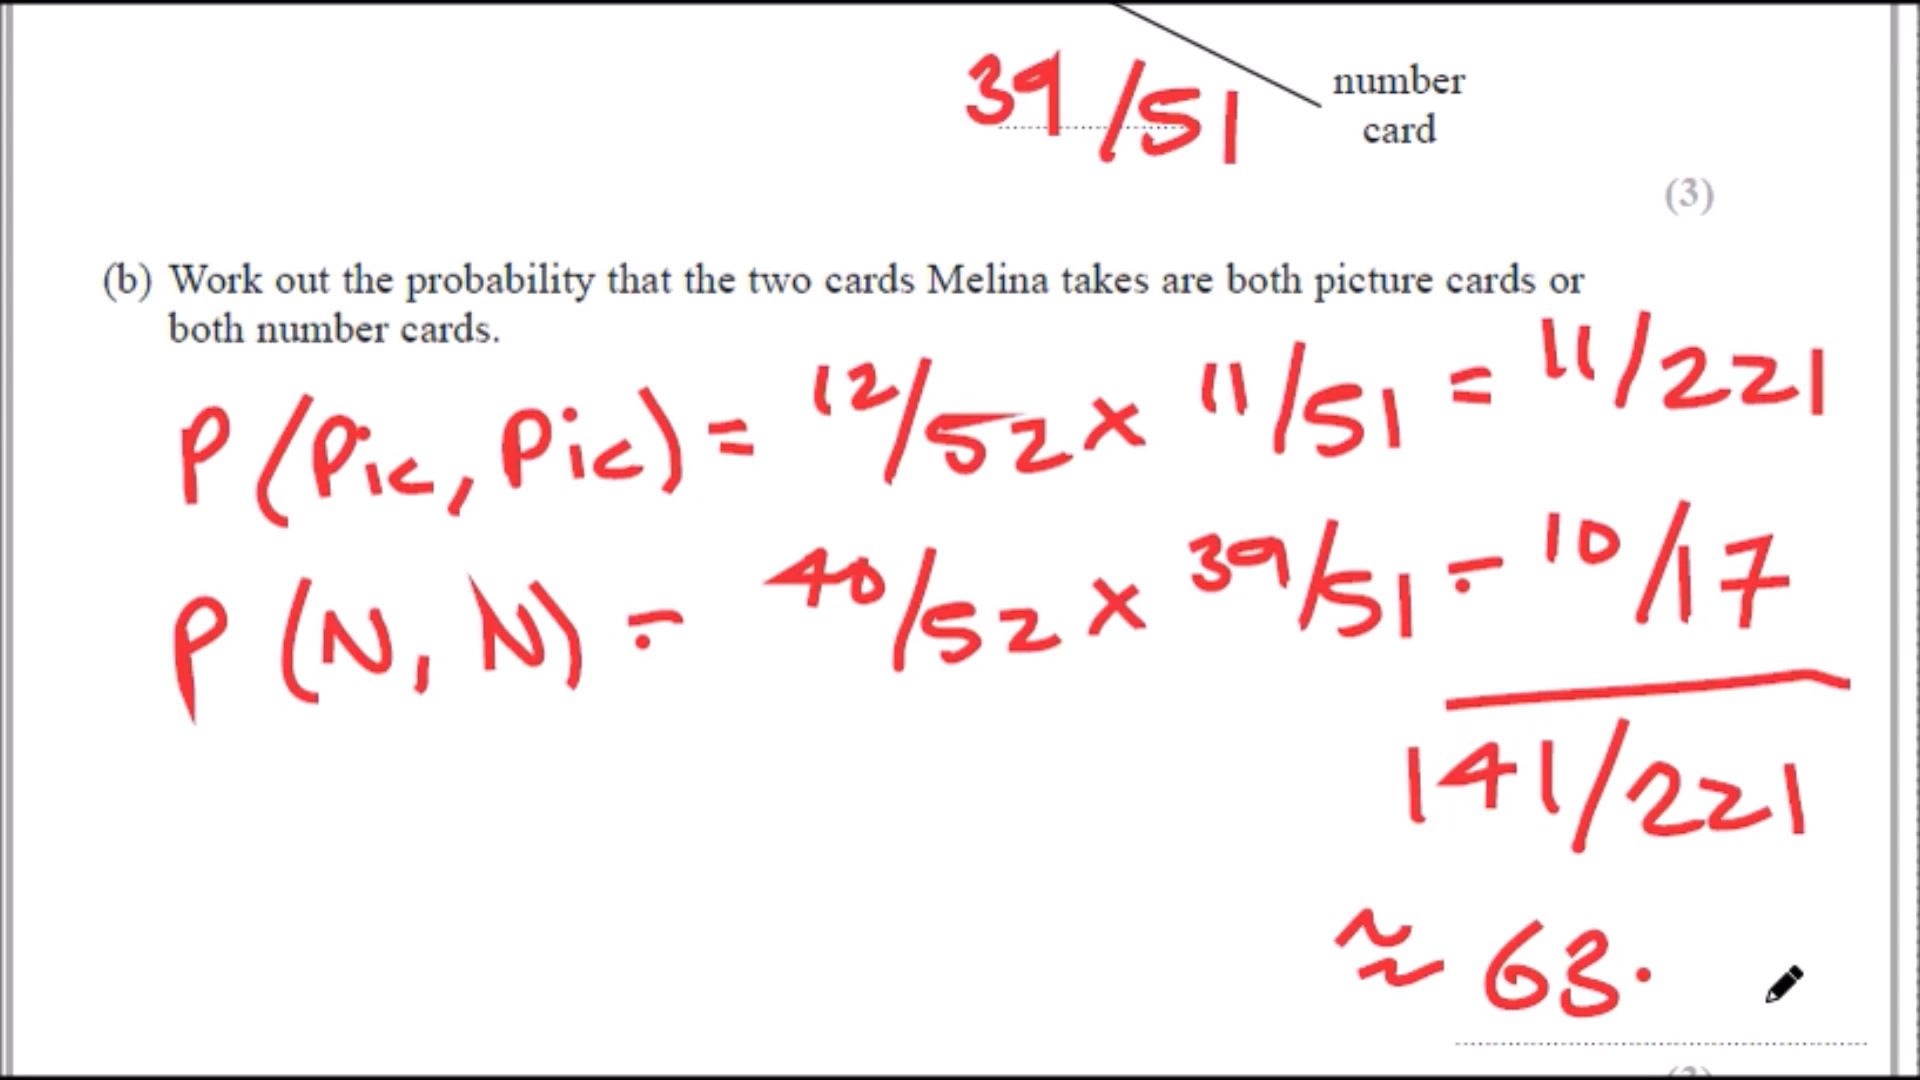 number
card
39/51
(3)
(b) Work out the probability that the two cards Melina takes are both picture cards or
both number cards.
P(Pic, Pic) = 12/52 x 11/51 = 11/221
P(N, N) = 40/52 x 39/51 = 10/17
141/221
≈ 63.